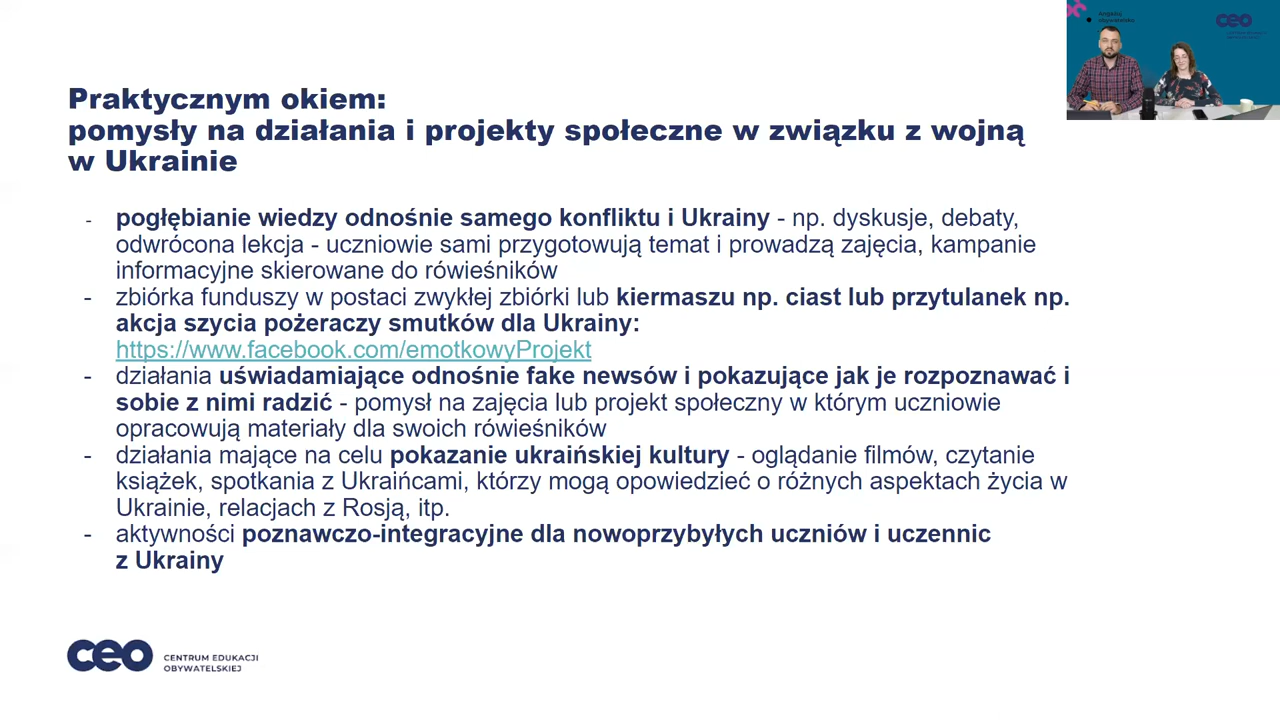 Praktycznym okiem:
pomysły na działania i projekty społeczne w związku z wojną
w Ukrainie
- pogłębianie wiedzy odnośnie samego konfliktu i Ukrainy - np. dyskusje, debaty,
odwrócona lekcja - uczniowie sami przygotowują temat i prowadzą zajęcia, kampanie
informacyjne skierowane do rówieśników
- zbiórka funduszy w postaci zwykłej zbiórki lub kiermaszu np. ciast lub przytulanek np.
akcja szycia pożeraczy smutków dla Ukrainy:
https://www.facebook.com/emotkowyProjekt
- działania uświadamiające odnośnie fake newsów i pokazujące jak je rozpoznawać i
sobie z nimi radzić - pomysł na zajęcia lub projekt społeczny w którym uczniowie
opracowują materiały dla swoich rówieśników
- działania mające na celu pokazanie ukraińskiej kultury - oglądanie filmów, czytanie
książek, spotkania z Ukraińcami, którzy mogą opowiedzieć o różnych aspektach życia w
Ukrainie, relacjach z Rosją, itp.
- aktywności poznawczo-integracyjne dla nowoprzybyłych uczniów i uczennic
z Ukrainy
ceo
CENTRUM EDUKACJI
OBYWATELSKIEJ
ceo